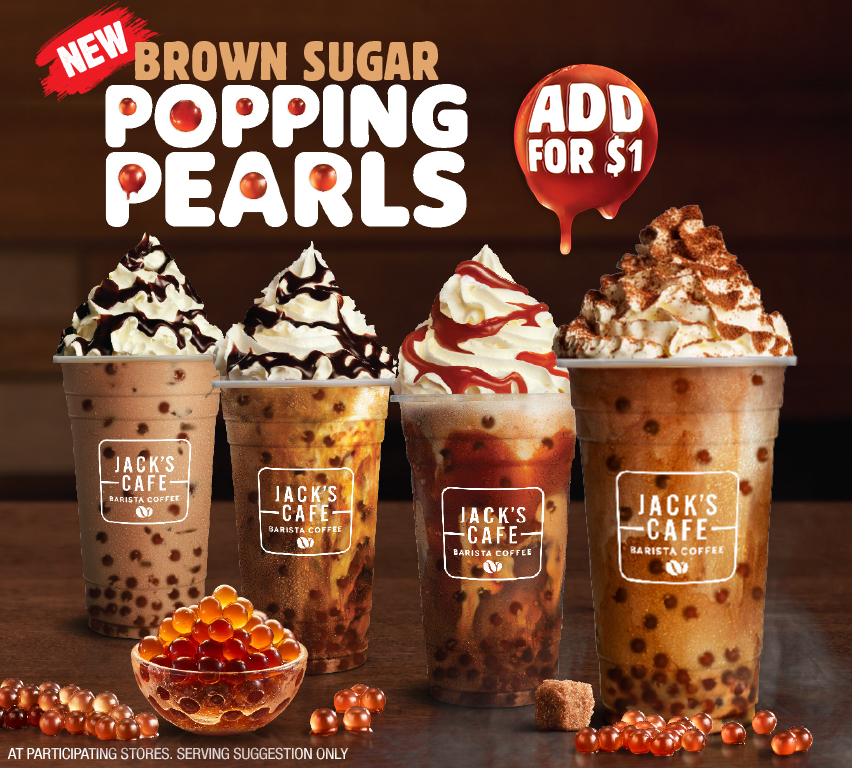 NEW
BROWN SUGAR
POPPING
PEARLS
ADD
FOR $1
JACK'S
CAFE
BARISTA COFFEE
JACK'S
CAFE
BARISTA COFFEE
JACK'S
CAFE
BARISTA COFFEE
JACK'S
CAFE
BARISTA COFFEE
AT PARTICIPATING STORES. SERVING SUGGESTION ONLY